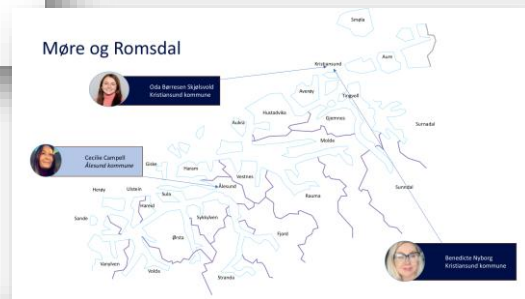 Møre og Romsdal
Oda Børresen Skjølsvold
Kristiansund kommune
Cecilie Campell
Ålesund kommune
Benedicte Nyborg
Kristiansund kommune
Smøla
Kristiansund
Aure
Averøy
Tingvoll
Hustadvika
Gjemnes
Aukra
Surnadal
Molde
Giske
Haram
Vestnes
Herøy
Ulstein
Sula
Ålesund
Rauma
Sunndal
Hareid
Sande
Sykkylven
Ørsta
Fjord
Vanylven
Volda
Stranda